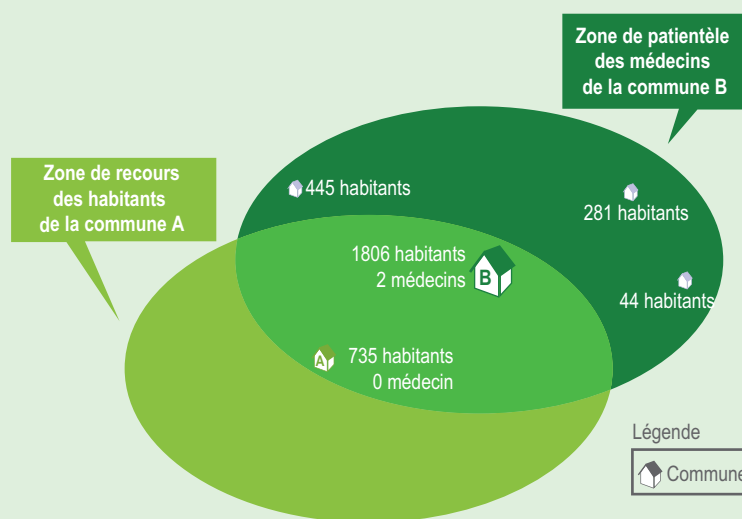 Zone de patientèle
des médecins
de la commune B
Zone de recours
des habitants
de la commune A
445 habitants
281 habitants
1806 habitants
2 médecins
B
44 habitants
A
735 habitants
0 médecin
Légende
Commune